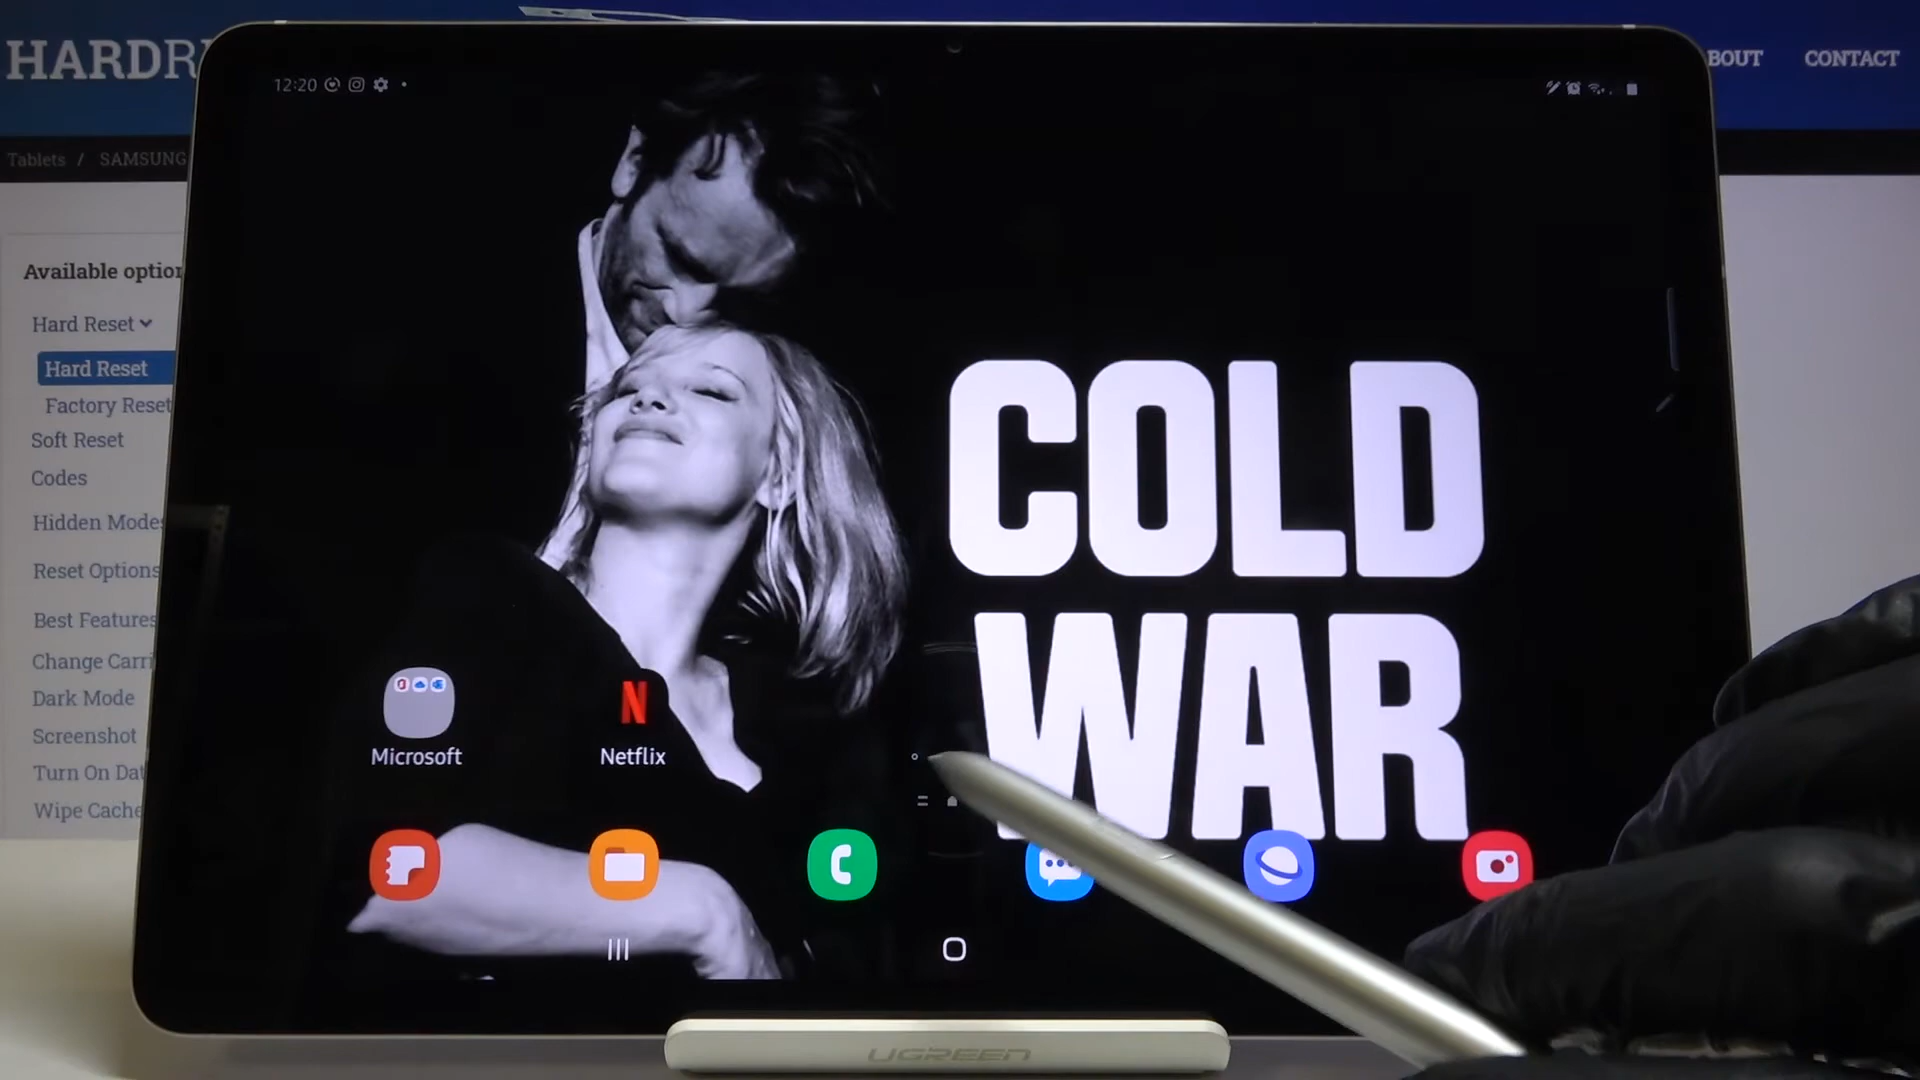 HARDR
BOUT
CONTACT
Tablets / SAMSUNG
12:20
Available option
Hard Reset
Hard Reset
Factory Reset
Soft Reset
Codes
Hidden Modes
Reset Options
Best Features
Change Carri
Dark Mode
Screenshot
Turn On Dat
Wipe Cache
COLD
WAR
N
Microsoft
Netflix
UGREEN